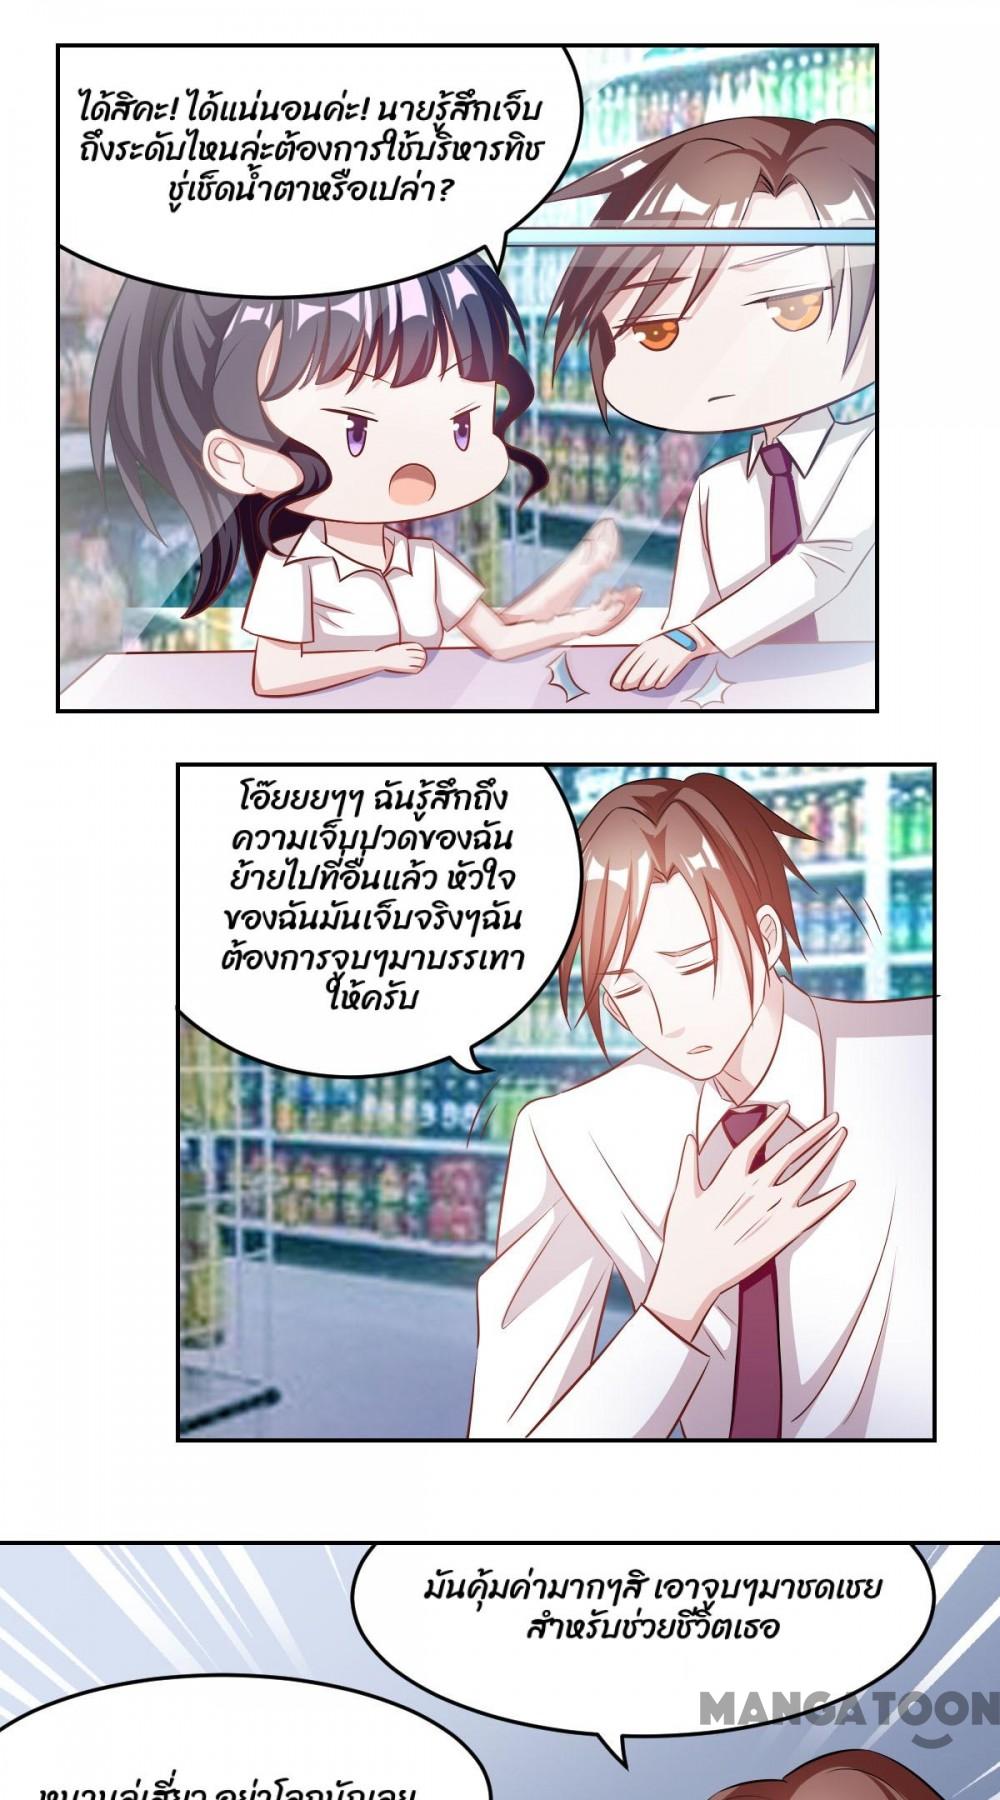 ได้สิคะ! ได้แน่นอนค่ะ! นายรู้สึกเจ็บ
ถึงระดับไหนล่ะต้องการใช้บริหารทิช
ชู่เช็ดน้ำตาหรือเปล่า?
โอ๊ยยยๆๆ ฉันรู้สึกถึง
ความเจ็บปวดของฉัน
ย้ายไปที่อื่นแล้ว หัวใจ
ของฉันมันเจ็บจริงๆฉัน
ต้องการจูบๆมาบรรเทา
ให้ครับ
มันคุ้มค่ามากๆสิ เอาจูบๆมาชดเชย
สำหรับช่วยชีวิตเธอ
MANGATOON